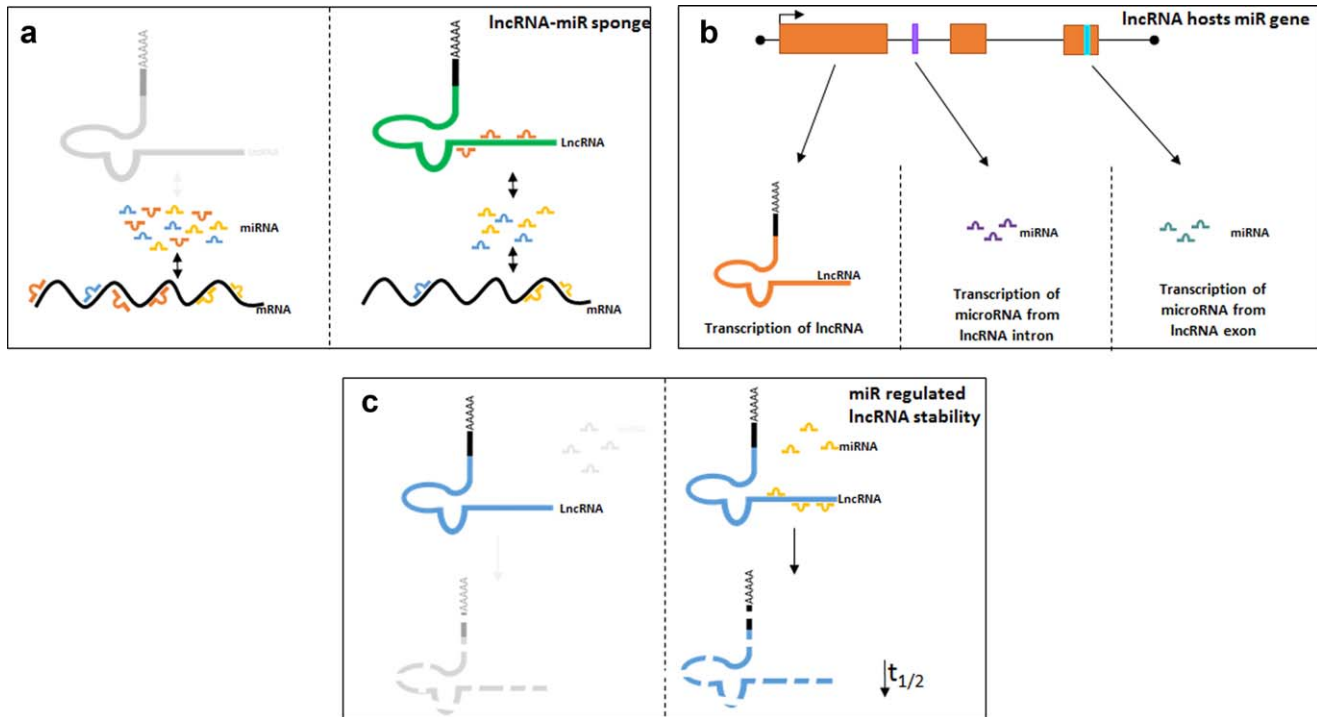 a
lncRNA-miR sponge
AAAAA
LncRNA
miRNA
mRNA
AAAAA
LncRNA
miRNA
mRNA
b
lncRNA hosts miR gene
AAAAA
LncRNA
Transcription of lncRNA
miRNA
Transcription of
microRNA from
lncRNA intron
miRNA
Transcription of
microRNA from
lncRNA exon
c
miR regulated
lncRNA stability
AAAAA
LncRNA
AAAAA
AAAAA
miRNA
LncRNA
AAAAA
t1/2